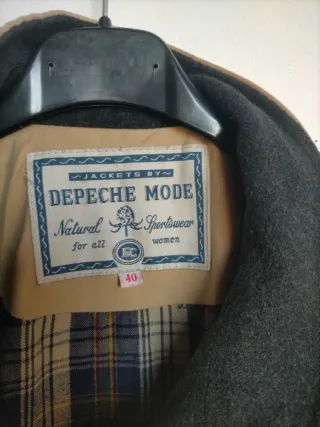 JACKETS BY
DEPECHE MODE
Natural Sportswear
for all women
40